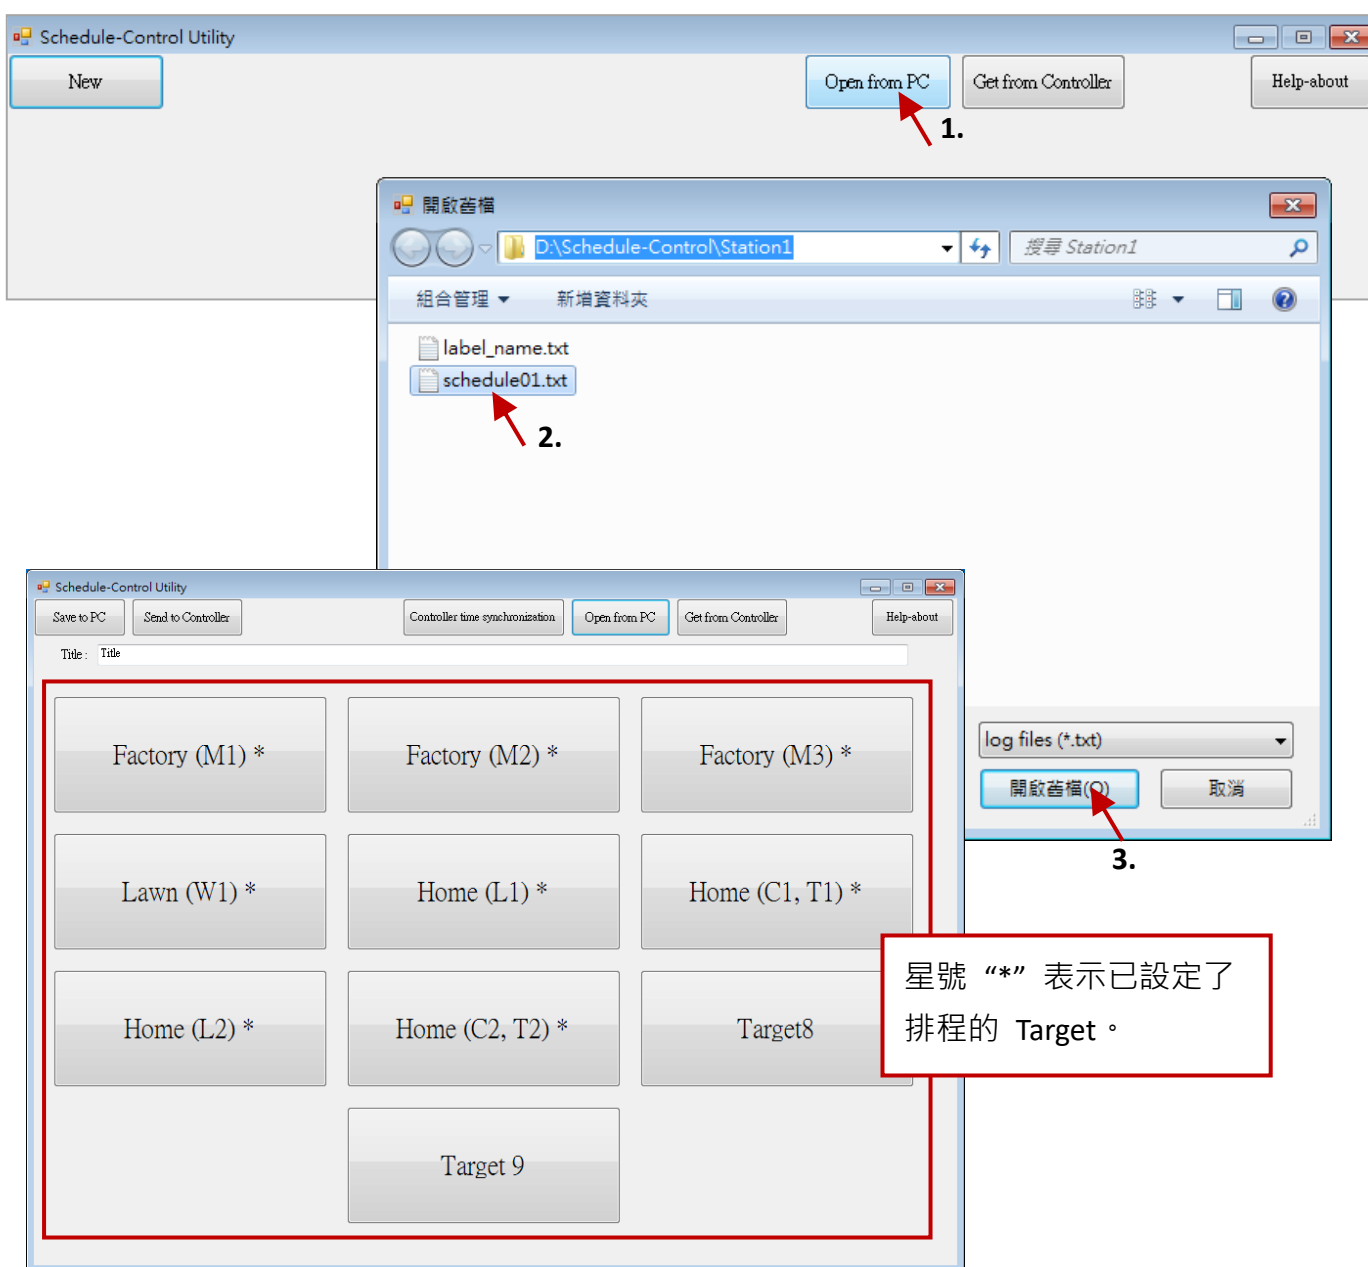 Schedule-Control Utility
New
Open from PC
Get from Controller
Help-about
1.
開啟舊檔
D:\Schedule-Control\Station1
搜尋 Station1
組合管理
新增資料夾
label_name.txt
schedule01.txt
2.
Schedule-Control Utility
Save to PC
Send to Controller
Controller time synchronization
Open from PC
Get from Controller
Help-about
Title :
Title
Factory (M1) *
Factory (M2) *
Factory (M3) *
log files (*.txt)
開啟舊檔(O)
取消
3.
Lawn (W1) *
Home (L1) *
Home (C1, T1) *
星號 “*” 表示已設定了
排程的 Target。
Home (L2) *
Home (C2, T2) *
Target8
Target 9